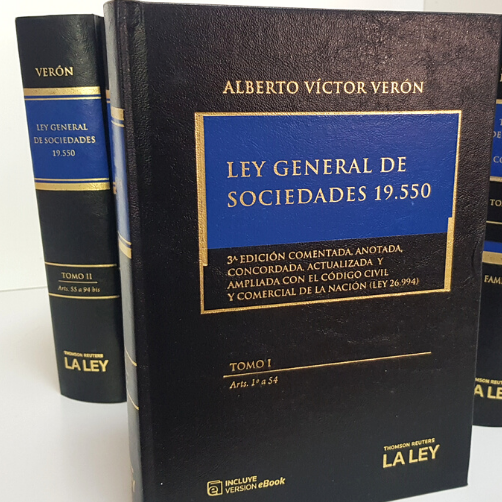 VERÓN
LEY GENERAL
DE SOCIEDADES
19.550
TOMO II
Arts. 55 a 94 bis
THOMSON REUTERS
LA LEY
ALBERTO VÍCTOR VERÓN
LEY GENERAL DE
SOCIEDADES 19.550
3ª EDICIÓN COMENTADA, ANOTADA,
CONCORDADA, ACTUALIZADA Y
AMPLIADA CON EL CÓDIGO CIVIL
Y COMERCIAL DE LA NACIÓN (LEY 26.994)
TOMO I
Arts. 1º a 54
INCLUYE
VERSIÓN eBook
THOMSON REUTERS
LA LEY